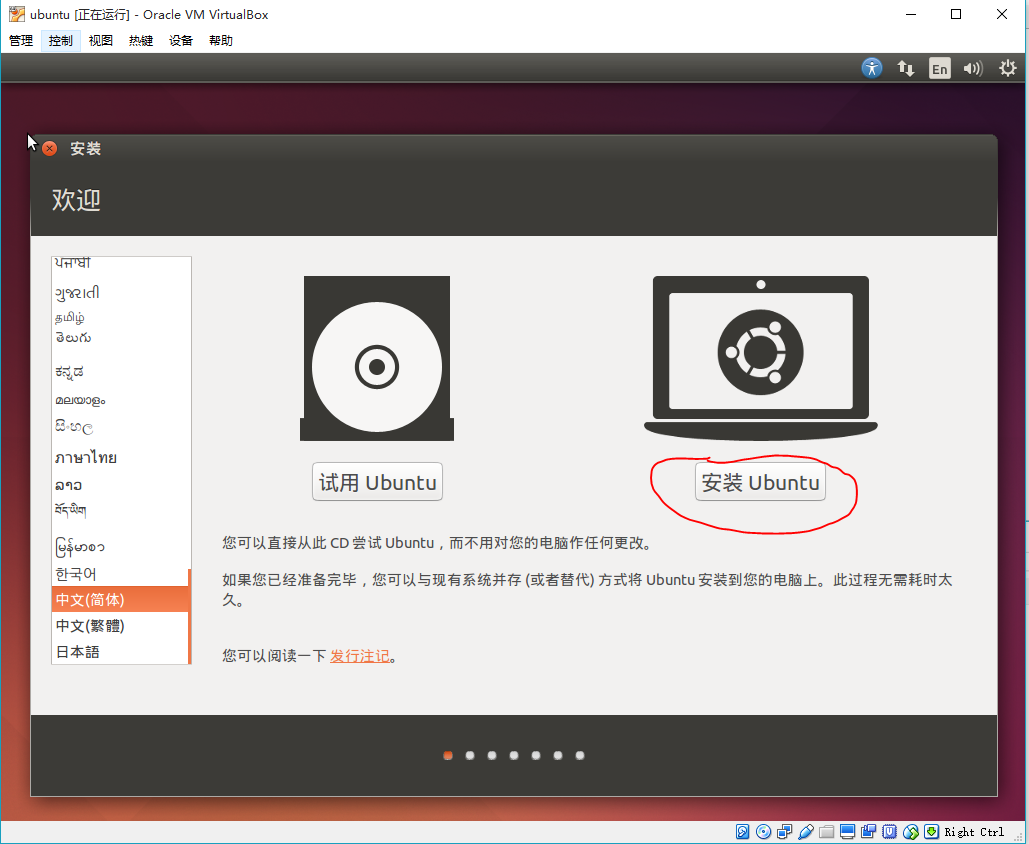 ubuntu [正在运行] - Oracle VM VirtualBox
管理 控制 视图 热键 设备 帮助
En
安装
欢迎
ਪੰਜਾਬੀ
ગુજરાતી
தமிழ்
తెలుగు
ಕನ್ನಡ
മലയാളം
සිංහල
ภาษาไทย
ລາວ
བོད་ཡིག
မြန်မာစာ
한국어
中文(简体)
中文(繁體)
日本語
试用 Ubuntu
安装 Ubuntu
您可以直接从此 CD 尝试 Ubuntu，而不用对您的电脑作任何更改。
如果您已经准备完毕，您可以与现有系统并存 (或者替代) 方式将 Ubuntu 安装到您的电脑上。此过程无需耗时太
久。
您可以阅读一下 发行注记。
Right Ctrl